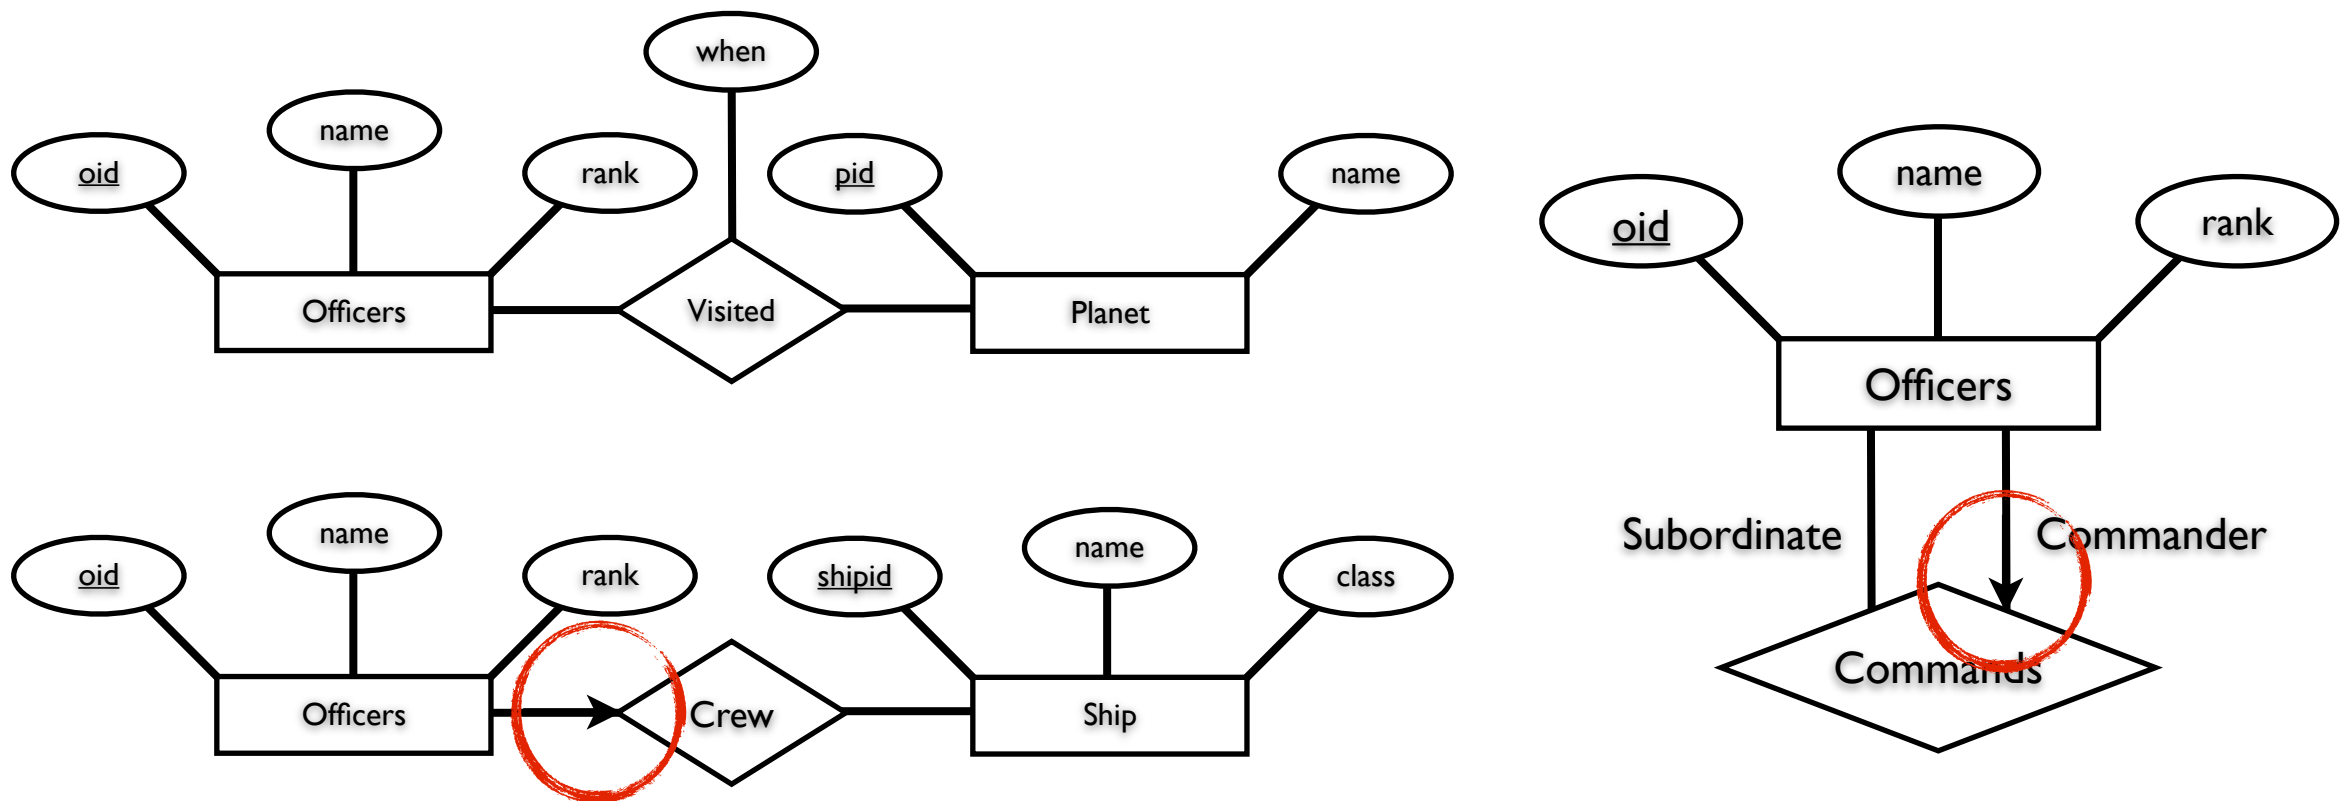 when
name
oid
rank
pid
name
Officers
Visited
Planet
name
oid
rank
shipid
name
class
Officers
Crew
Ship
name
oid
rank
Officers
Subordinate
Commander
Commands